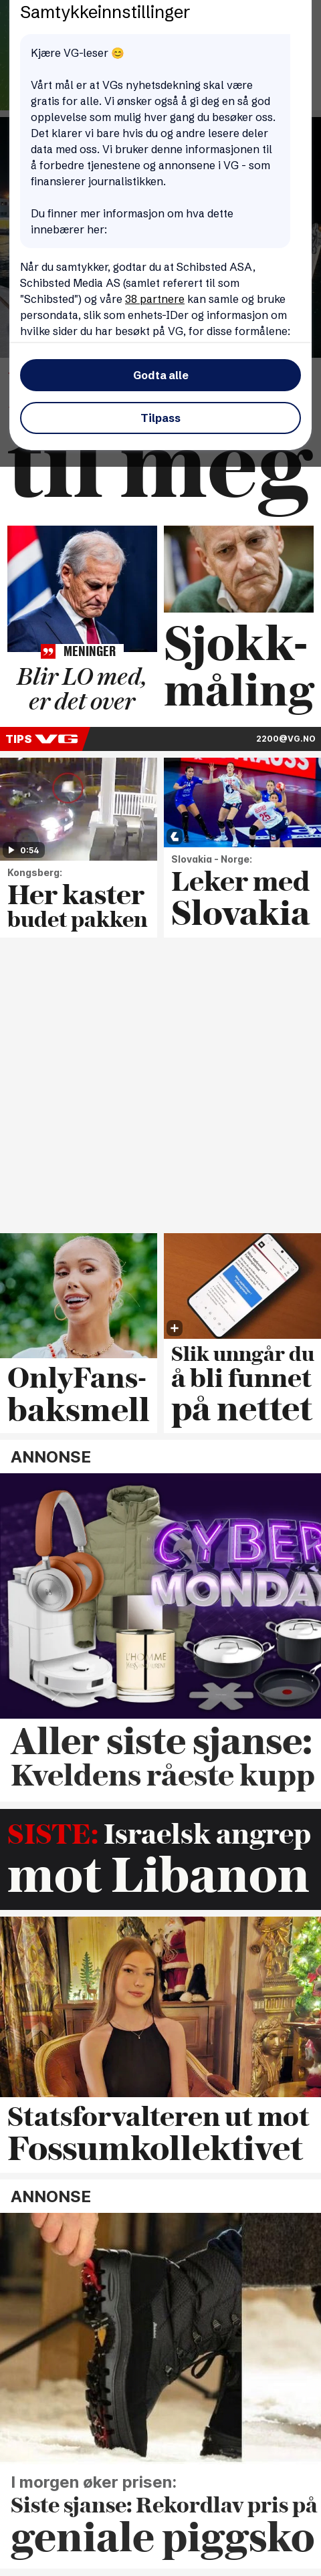 Samtykkeinnstillinger
Kjære VG-leser 😊
Vårt mål er at VGs nyhetsdekning skal være
gratis for alle. Vi ønsker også å gi deg en så god
opplevelse som mulig hver gang du besøker oss.
Det klarer vi bare hvis du og andre lesere deler
data med oss. Vi bruker denne informasjonen til
å forbedre tjenestene og annonsene i VG - som
finansierer journalistikken.
Du finner mer informasjon om hva dette
innebærer her:
Når du samtykker, godtar du at Schibsted ASA,
Schibsted Media AS (samlet referert til som
"Schibsted") og våre 38 partnere kan samle og bruke
persondata, slik som enhets-IDer og informasjon om
hvilke sider du har besøkt på VG, for disse formålene:
Godta alle
Tilpass
til meg
MENINGER
Blir LO med,
er det over
Sjokk-
måling
TIPS VG
2200@VG.NO
0:54
Kongsberg:
Her kaster
budet pakken
Slovakia - Norge:
Leker med
Slovakia
OnlyFans-
baksmell
Slik unngår du
å bli funnet
på nettet
ANNONSE
CYBER
MONDA
L'HOMME
Aller siste sjanse:
Kveldens råeste kupp
SISTE: Israelsk angrep
mot Libanon
Statsforvalteren ut mot
Fossumkollektivet
ANNONSE
I morgen øker prisen:
Siste sjanse: Rekordlav pris på
geniale piggsko